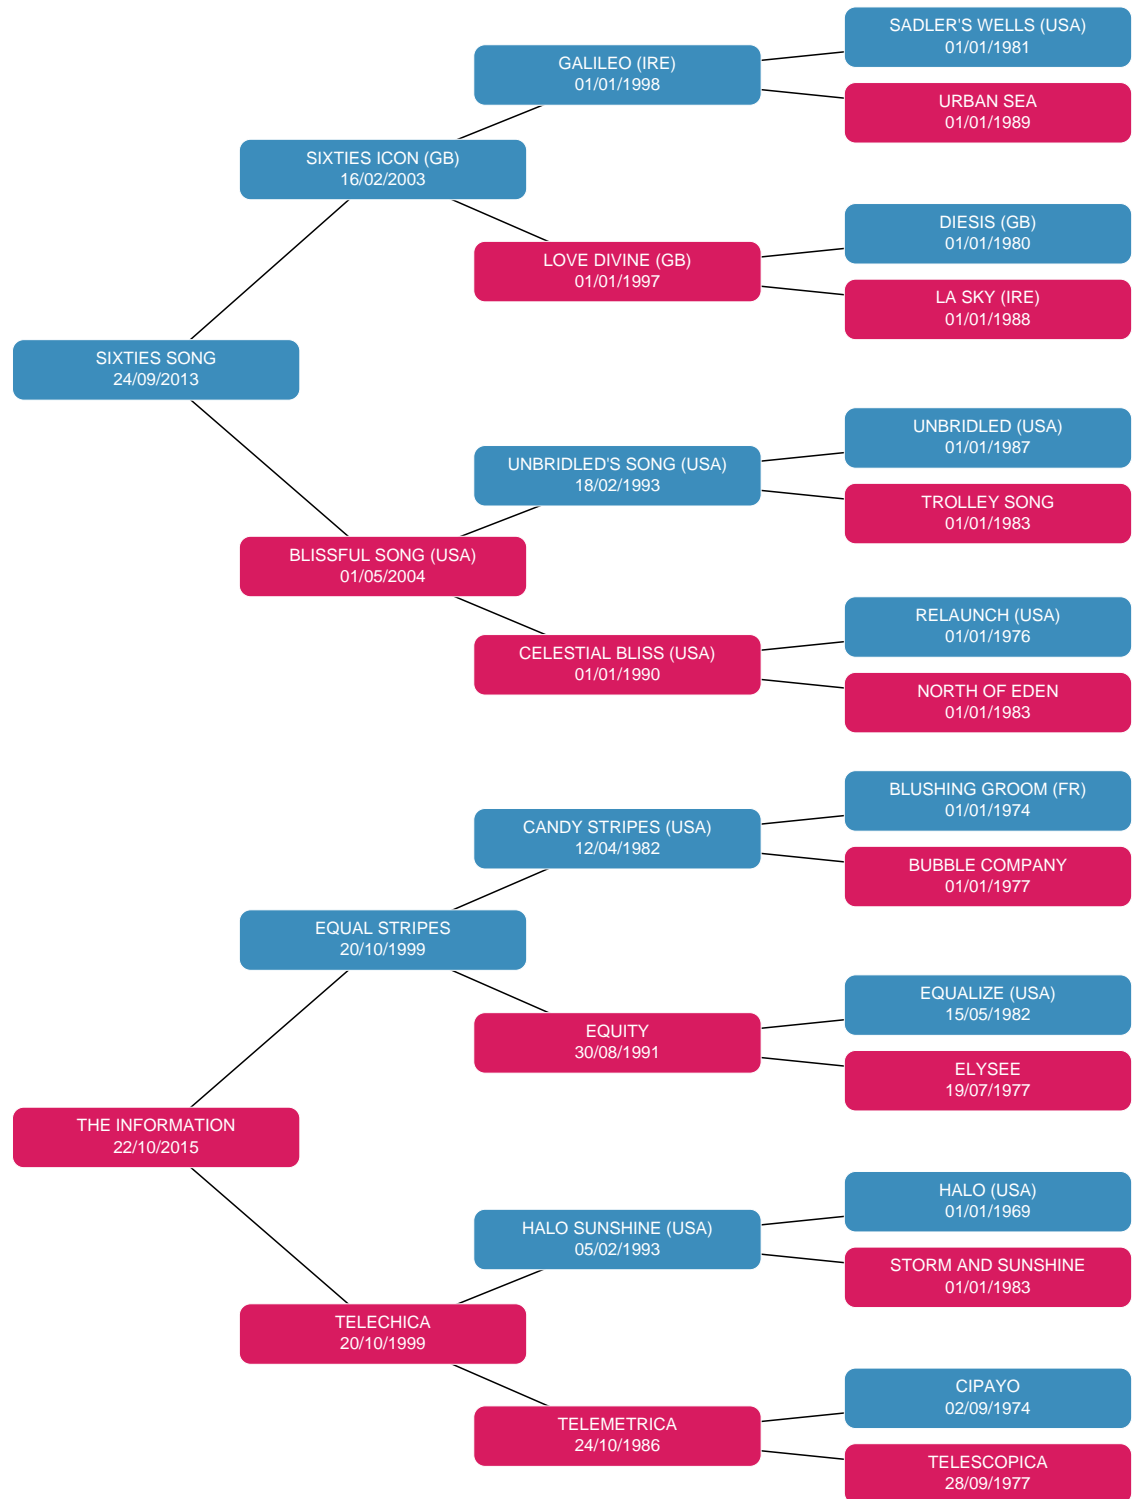 SADLER'S WELLS (USA)
01/01/1981
GALILEO (IRE)
01/01/1998
URBAN SEA
01/01/1989
SIXTIES ICON (GB)
16/02/2003
DIESIS (GB)
01/01/1980
LOVE DIVINE (GB)
01/01/1997
LA SKY (IRE)
01/01/1988
SIXTIES SONG
24/09/2013
UNBRIDLED (USA)
01/01/1987
UNBRIDLED'S SONG (USA)
18/02/1993
TROLLEY SONG
01/01/1983
BLISSFUL SONG (USA)
01/05/2004
RELAUNCH (USA)
01/01/1976
CELESTIAL BLISS (USA)
01/01/1990
NORTH OF EDEN
01/01/1983
BLUSHING GROOM (FR)
01/01/1974
CANDY STRIPES (USA)
12/04/1982
BUBBLE COMPANY
01/01/1977
EQUAL STRIPES
20/10/1999
EQUALIZE (USA)
15/05/1982
EQUITY
30/08/1991
ELYSEE
19/07/1977
THE INFORMATION
22/10/2015
HALO (USA)
01/01/1969
HALO SUNSHINE (USA)
05/02/1993
STORM AND SUNSHINE
01/01/1983
TELECHICA
20/10/1999
CIPAYO
02/09/1974
TELEMETRICA
24/10/1986
TELESCOPICA
28/09/1977